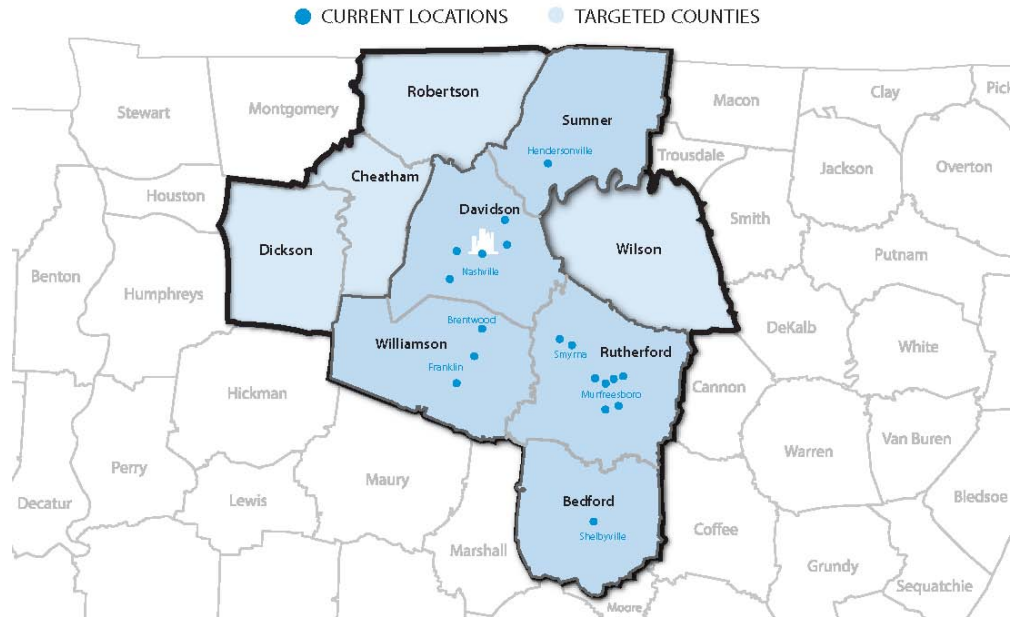 CURRENT LOCATIONS
TARGETED COUNTIES
Stewart
Montgomery
Robertson
Sumner
Macon
Clay
Pick
Hendersonville
Trousdale
Jackson
Overton
Houston
Cheatham
Davidson
Smith
Dickson
Wilson
Putnam
Benton
Humphreys
Nashville
Brentwood
DeKalb
Williamson
Smyrna
Rutherford
White
Franklin
Hickman
Murfreesboro
Cannon
Warren
Van Buren
Perry
Maury
Decatur
Lewis
Bedford
Bledsoe
Shelbyville
Coffee
Marshall
Grundy
Sequatchie
Moore